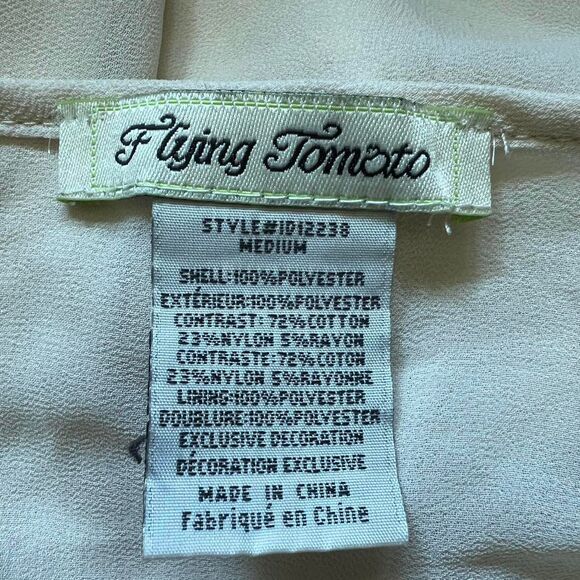 Flying Tomato
STYLE#ID12238
MEDIUM
SHELL:100%POLYESTER
EXTÉRIEUR:100%POLYESTER
CONTRAST: 72%COTTON
23%NYLON 5%RAYON
CONTRASTE:72%COTON
23%NYLON 5%RAYONNE
LINING:100%POLYESTER
DOUBLURE:100%POLYESTER
EXCLUSIVE DECORATION
DÉCORATION EXCLUSIVE
MADE IN CHINA
Fabriqué en Chine